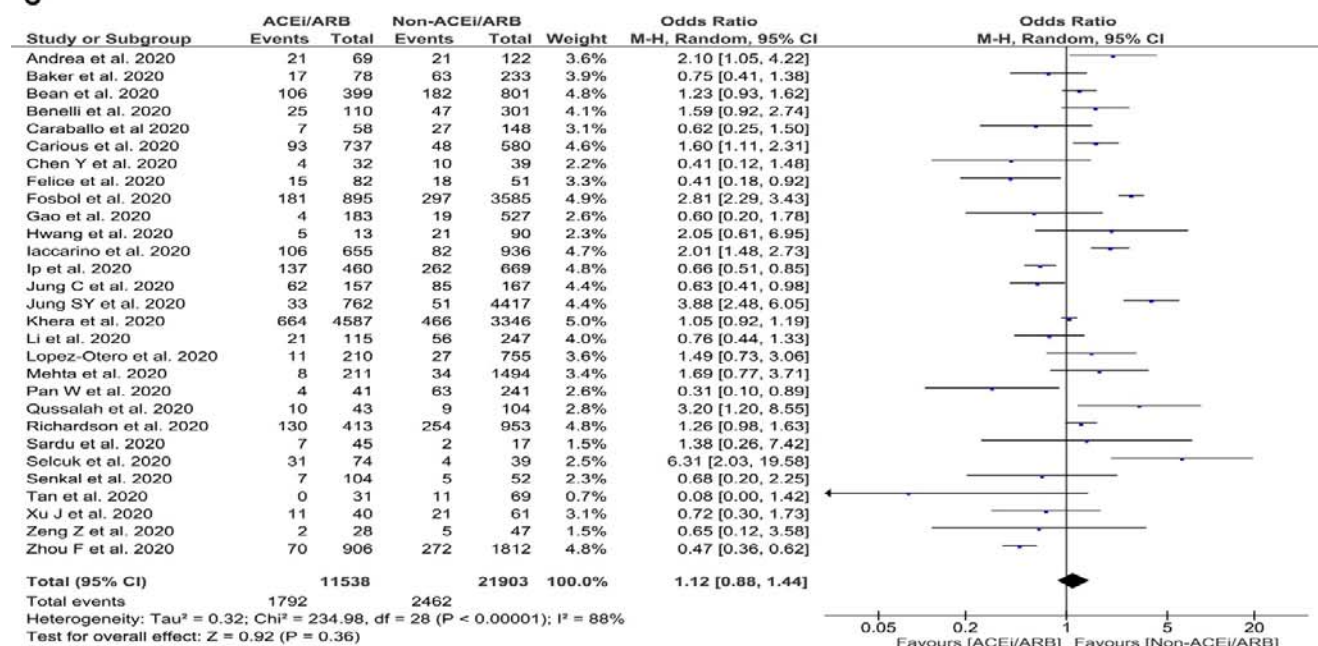 ACEi/ARB Non-ACEi/ARB Odds Ratio Odds Ratio
Study or Subgroup Events Total Events Total Weight M-H, Random, 95% CI M-H, Random, 95% CI
Andrea et al. 2020 21 69 21 122 3.6% 2.10 [1.05, 4.22]
Baker et al. 2020 17 78 63 233 3.8% 0.75 [0.41, 1.38]
Bean et al. 2020 106 399 182 801 4.8% 1.23 [0.93, 1.62]
Benelli et al. 2020 25 110 47 301 4.1% 1.59 [0.92, 2.74]
Caraballo et al 2020 7 58 27 148 3.1% 0.62 [0.25, 1.50]
Carious et al. 2020 93 737 48 580 4.6% 1.60 [1.11, 2.31]
Chen Y et al. 2020 4 32 10 39 2.2% 0.41 [0.12, 1.48]
Felice et al. 2020 15 82 18 51 3.3% 0.41 [0.18, 0.92]
Fosbol et al. 2020 181 895 297 3585 4.9% 2.81 [2.29, 3.43]
Gao et al. 2020 4 183 19 527 2.6% 0.60 [0.20, 1.78]
Hwang et al. 2020 5 13 21 90 2.3% 2.05 [0.61, 6.95]
Iaccarino et al. 2020 106 655 82 936 4.7% 2.01 [1.48, 2.73]
Ip et al. 2020 137 460 262 669 4.8% 0.66 [0.51, 0.85]
Jung C et al. 2020 62 157 85 167 4.4% 0.63 [0.41, 0.98]
Jung SY et al. 2020 33 762 51 4417 4.4% 3.88 [2.48, 6.05]
Khera et al. 2020 664 4587 466 3346 5.0% 1.05 [0.92, 1.19]
Li et al. 2020 21 115 56 247 4.0% 0.76 [0.44, 1.33]
Lopez-Otero et al. 2020 11 210 27 755 3.6% 1.49 [0.73, 3.06]
Mehta et al. 2020 8 211 34 1494 3.4% 1.69 [0.77, 3.71]
Pan W et al. 2020 4 41 63 241 2.6% 0.31 [0.10, 0.89]
Qussalah et al. 2020 10 43 9 104 2.8% 3.20 [1.20, 8.55]
Richardson et al. 2020 130 413 254 953 4.8% 1.26 [0.98, 1.63]
Sardu et al. 2020 7 45 2 17 1.5% 1.38 [0.26, 7.42]
Selcuk et al. 2020 31 74 4 39 2.5% 6.31 [2.03, 19.58]
Senkal et al. 2020 7 104 5 52 2.3% 0.68 [0.20, 2.25]
Tan et al. 2020 0 31 11 69 0.7% 0.08 [0.00, 1.42]
Xu J et al. 2020 11 40 21 61 3.1% 0.72 [0.30, 1.73]
Zeng Z et al. 2020 2 28 5 47 1.5% 0.65 [0.12, 3.58]
Zhou F et al. 2020 70 906 272 1812 4.8% 0.47 [0.36, 0.62]
Total (95% CI) 11538 21903 100.0% 1.12 [0.88, 1.44]
Total events 1792 2462
Heterogeneity: Tau² = 0.32; Chi² = 234.98, df = 28 (P < 0.00001); I² = 88%
Test for overall effect: Z = 0.92 (P = 0.36)
0.05 0.2 1 5 20
Favours [ACEi/ARB] Favours [Non-ACEi/ARB]